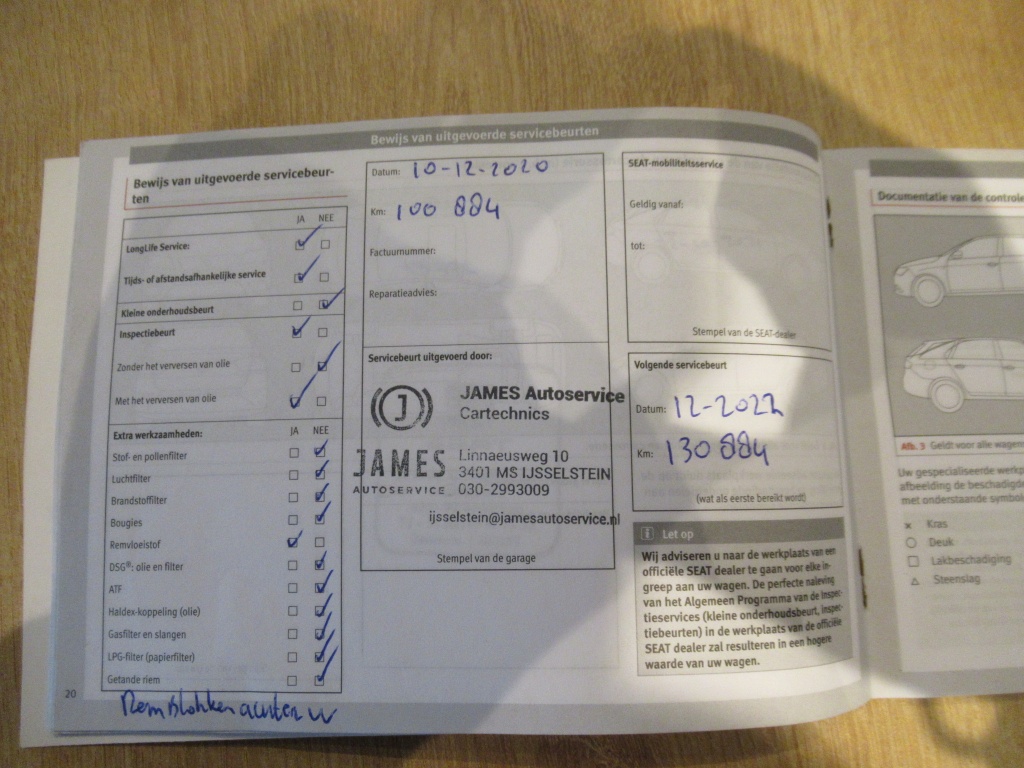 Bewijs van uitgevoerde servicebeurten
Bewijs van uitgevoerde servicebeur-
ten
JA NEE
LongLife Service:
Tijds- of afstandsafhankelijke service
Kleine onderhoudsbeurt
Inspectiebeurt
Zonder het verversen van olie
Met het verversen van olie
Extra werkzaamheden: JA NEE
Stof- en pollenfilter
Luchtfilter
Brandstoffilter
Bougies
Remvloeistof
DSG®: olie en filter
ATF
Haldex-koppeling (olie)
Gasfilter en slangen
LPG-filter (papierfilter)
Getande riem
20
Remblokken achter
Datum: 10-12-2020
Km: 100 884
Factuurnummer:
Reparatieadvies:
Servicebeurt uitgevoerd door:
J
JAMES Autoservice
Cartechnics
JAMES
AUTOSERVICE
Linnaeusweg 10
3401 MS IJSSELSTEIN
030-2993009
ijsselstein@jamesautoservice.nl
Stempel van de garage
SEAT-mobiliteitsservice
Geldig vanaf:
tot:
Stempel van de SEAT-dealer
Volgende servicebeurt
Datum: 12-2022
Km: 130 884
(wat als eerste bereikt wordt)
i Let op
Wij adviseren u naar de werkplaats van een
officiële SEAT dealer te gaan voor elke in-
greep aan uw wagen. De perfecte naleving
van het Algemeen Programma van de Inspec-
tieservices (kleine onderhoudsbeurt, inspec-
tiebeurten) in de werkplaats van de officiële
SEAT dealer zal resulteren in een hogere
waarde van uw wagen.
Documentatie van de controle
Afb. 3 Geldt voor alle wagen
Uw gespecialiseerde werkp
afbeelding de beschadigde
met onderstaande symbol
Kras
Deuk
Lakbeschadiging
Steenslag